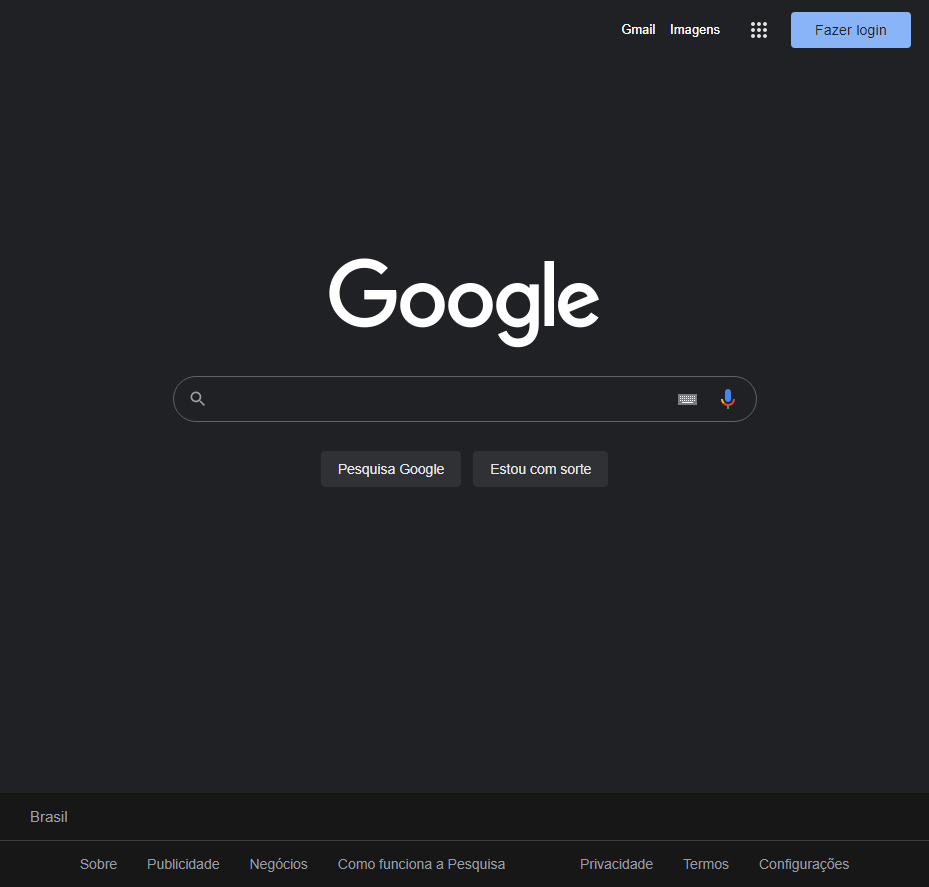 Gmail Imagens Fazer login
Google
Pesquisa Google Estou com sorte
Brasil
Sobre Publicidade Negócios Como funciona a Pesquisa Privacidade Termos Configurações